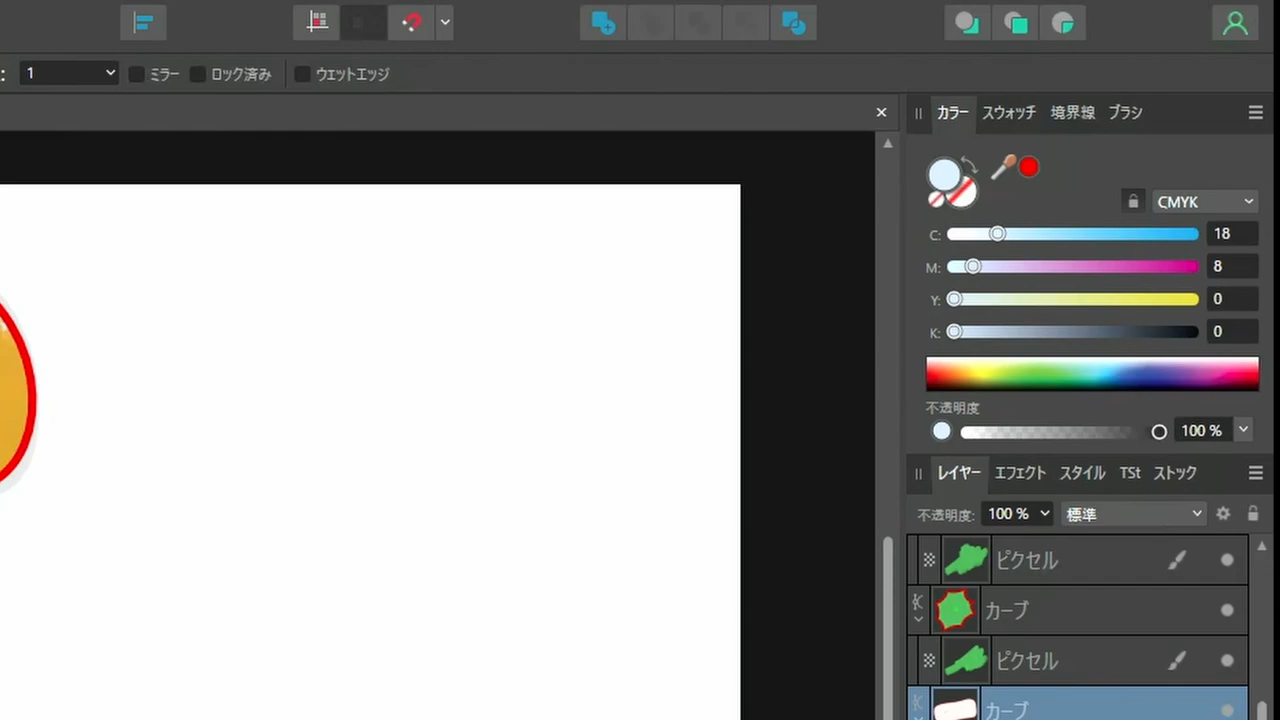 : 1 ミラー ロック済み ウェットエッジ
カラー スウォッチ 境界線 ブラシ
CMYK
C: 18
M: 8
Y: 0
K: 0
不透明度
100 %
レイヤー エフェクト スタイル TSt ストック
不透明度: 100 % 標準
ピクセル
カーブ
ピクセル
カーブ